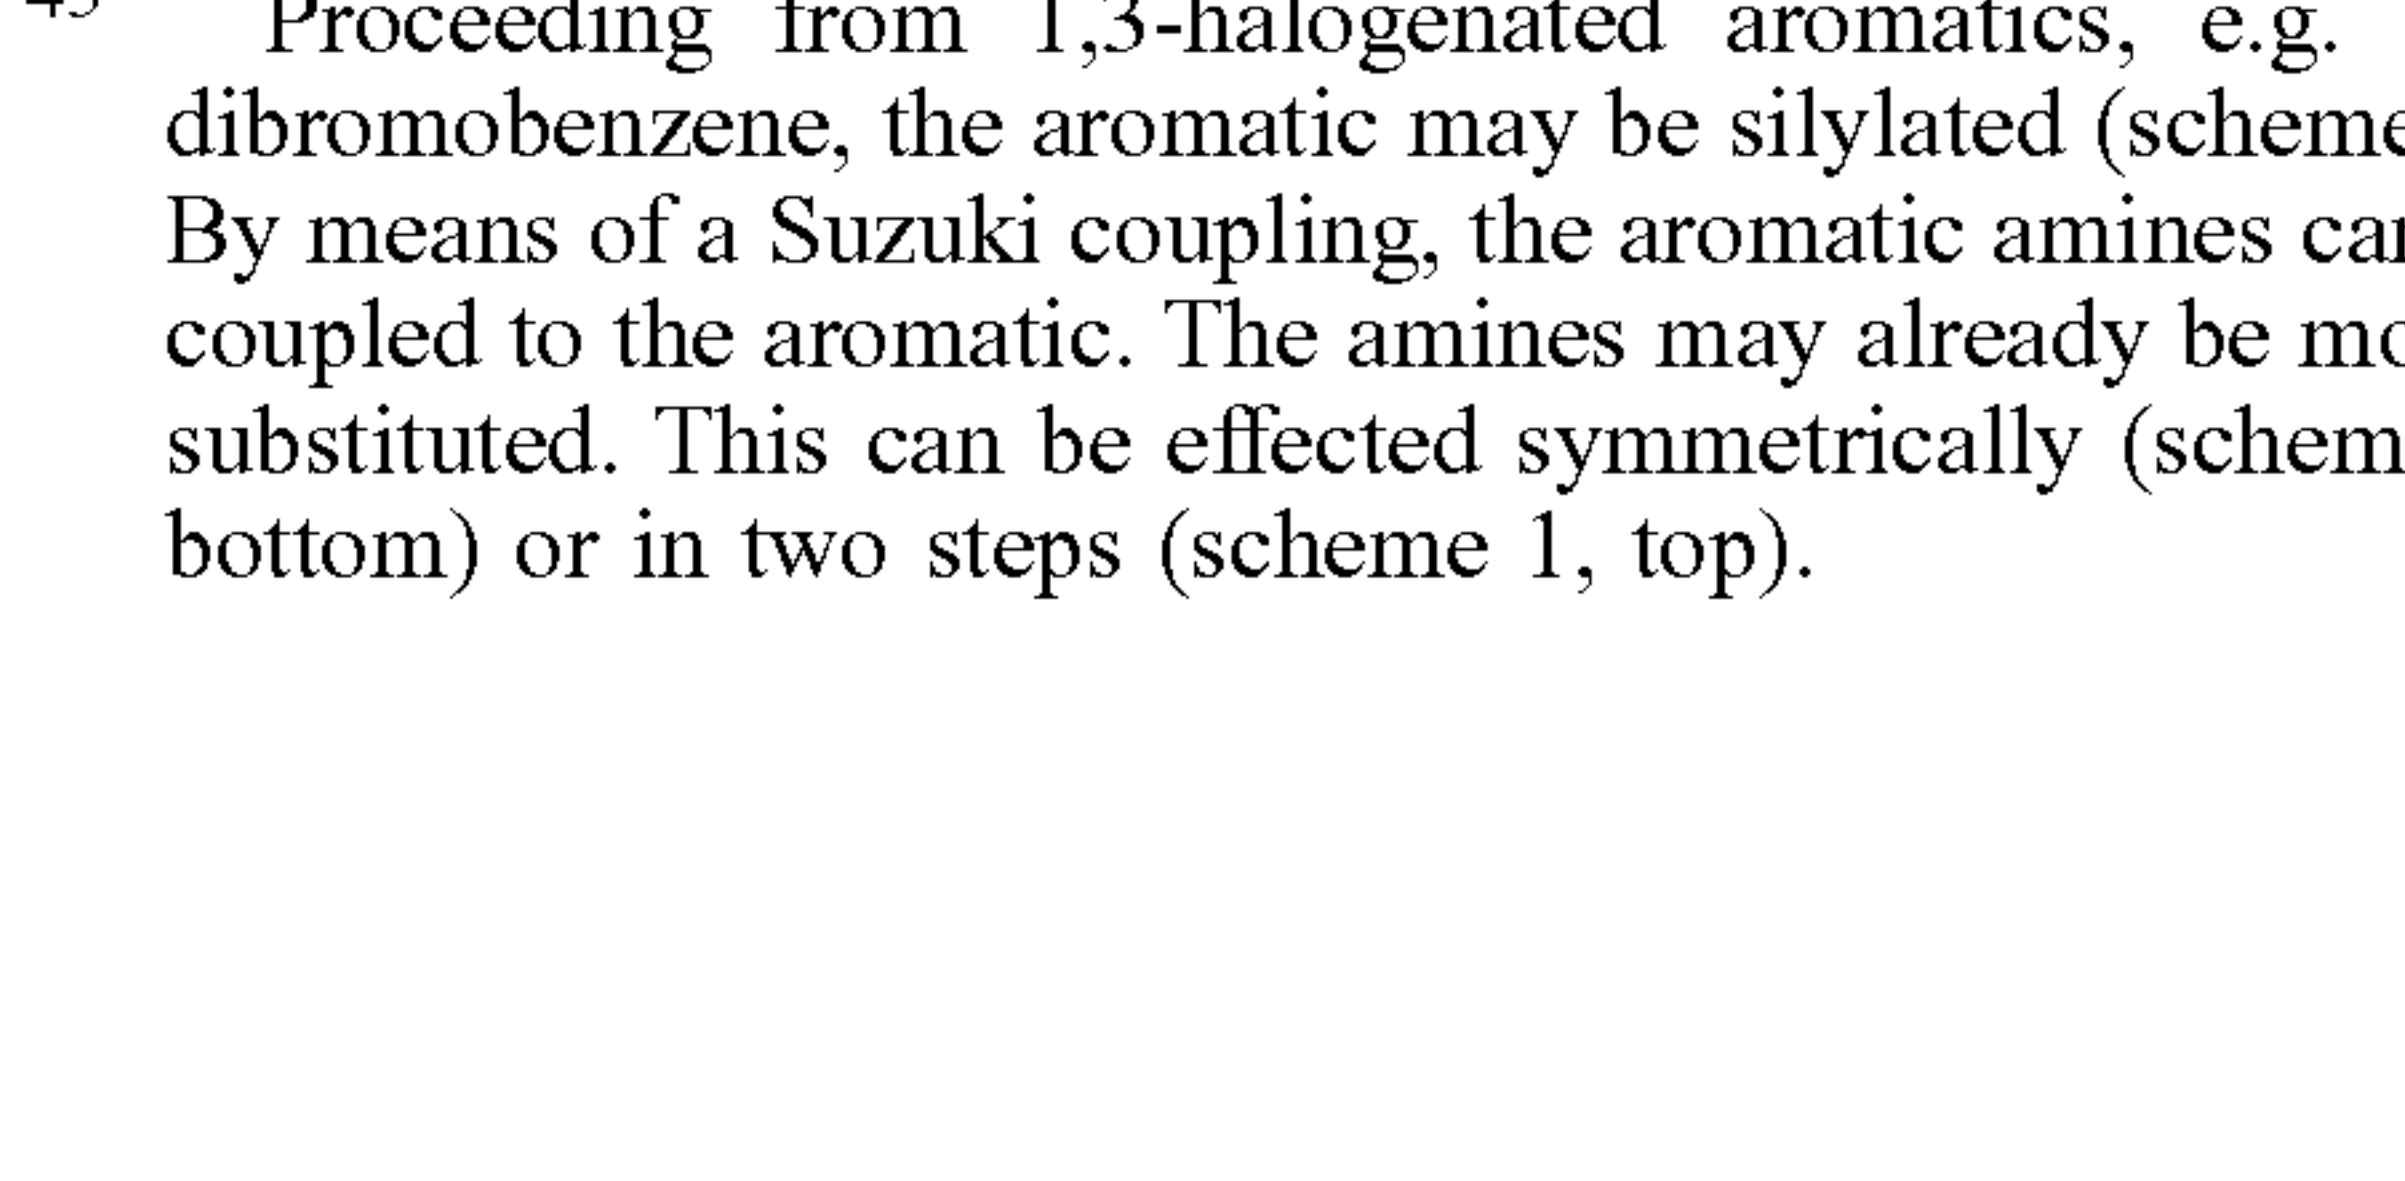 Proceeding from 1,3-halogenated aromatics, e.g.
dibromobenzene, the aromatic may be silylated (scheme
By means of a Suzuki coupling, the aromatic amines
coupled to the aromatic. The amines may already be
substituted. This can be effected symmetrically (schem
bottom) or in two steps (scheme 1, top).